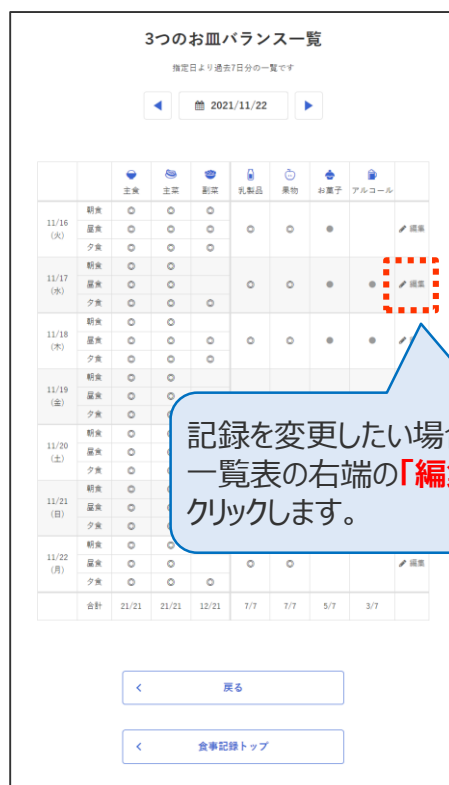 3つのお皿バランス一覧
指定日より過去7日分の一覧です
2021/11/22
主食 主菜 副菜 乳製品 果物 お菓子 アルコール
朝食 ◎ ◎ ◎
11/16 (火) 昼食 ◎ ◎ ◎ ◎ ◎ ● 編集
夕食 ◎ ◎ ◎
朝食 ◎ ◎
11/17 (水) 昼食 ◎ ◎ ◎ ◎ ● ● 編集
夕食 ◎ ◎ ◎
朝食 ◎ ◎
11/18 (木) 昼食 ◎ ◎ ◎ ◎ ◎ ● ●
夕食 ◎ ◎ ◎
朝食 ◎ ◎
11/19 (金) 昼食 ◎ ◎
夕食 ◎
朝食 ◎
11/20 (土) 昼食 ◎
夕食 ◎
朝食 ◎
11/21 (日) 昼食 ◎
夕食 ◎
朝食 ◎ ◎
11/22 (月) 昼食 ◎ ◎ ◎ ◎ 編集
夕食 ◎ ◎ ◎
合計 21/21 21/21 12/21 7/7 7/7 5/7 3/7
記録を変更したい場
一覧表の右端の「編
クリックします。
戻る
食事記録トップ